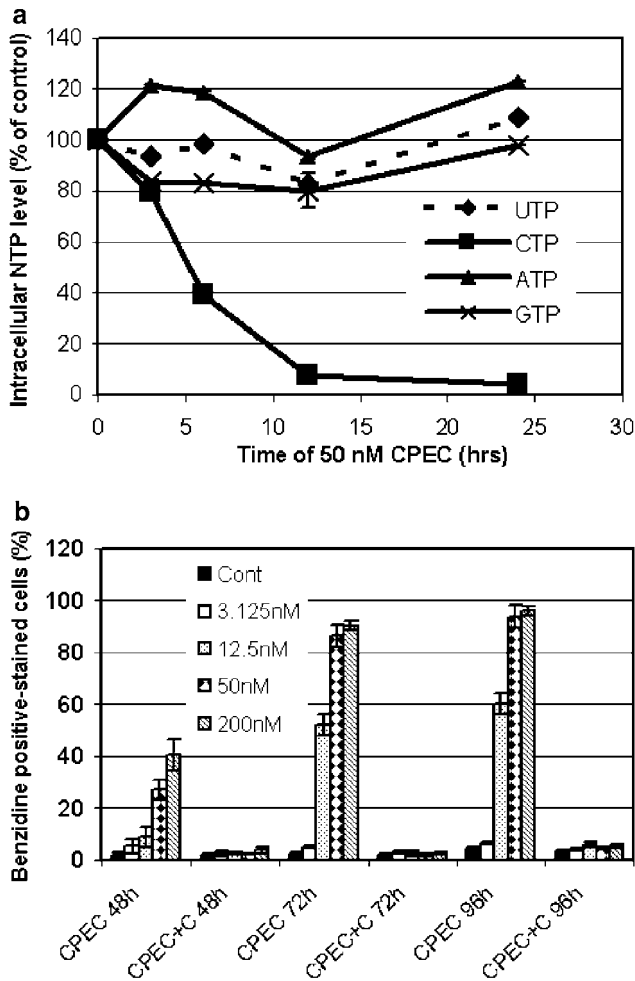 a
Intracellular NTP level (% of control)
140
120
100
80
60
40
20
0
UTP
CTP
ATP
GTP
0 5 10 15 20 25 30
Time of 50 nM CPEC (hrs)
b
Benzidine positive-stained cells (%)
120
100
80
60
40
20
0
Cont
3.125nM
12.5nM
50nM
200nM
CPEC 48h
CPEC+C 48h
CPEC 72h
CPEC+C 72h
CPEC 96h
CPEC+C 96h